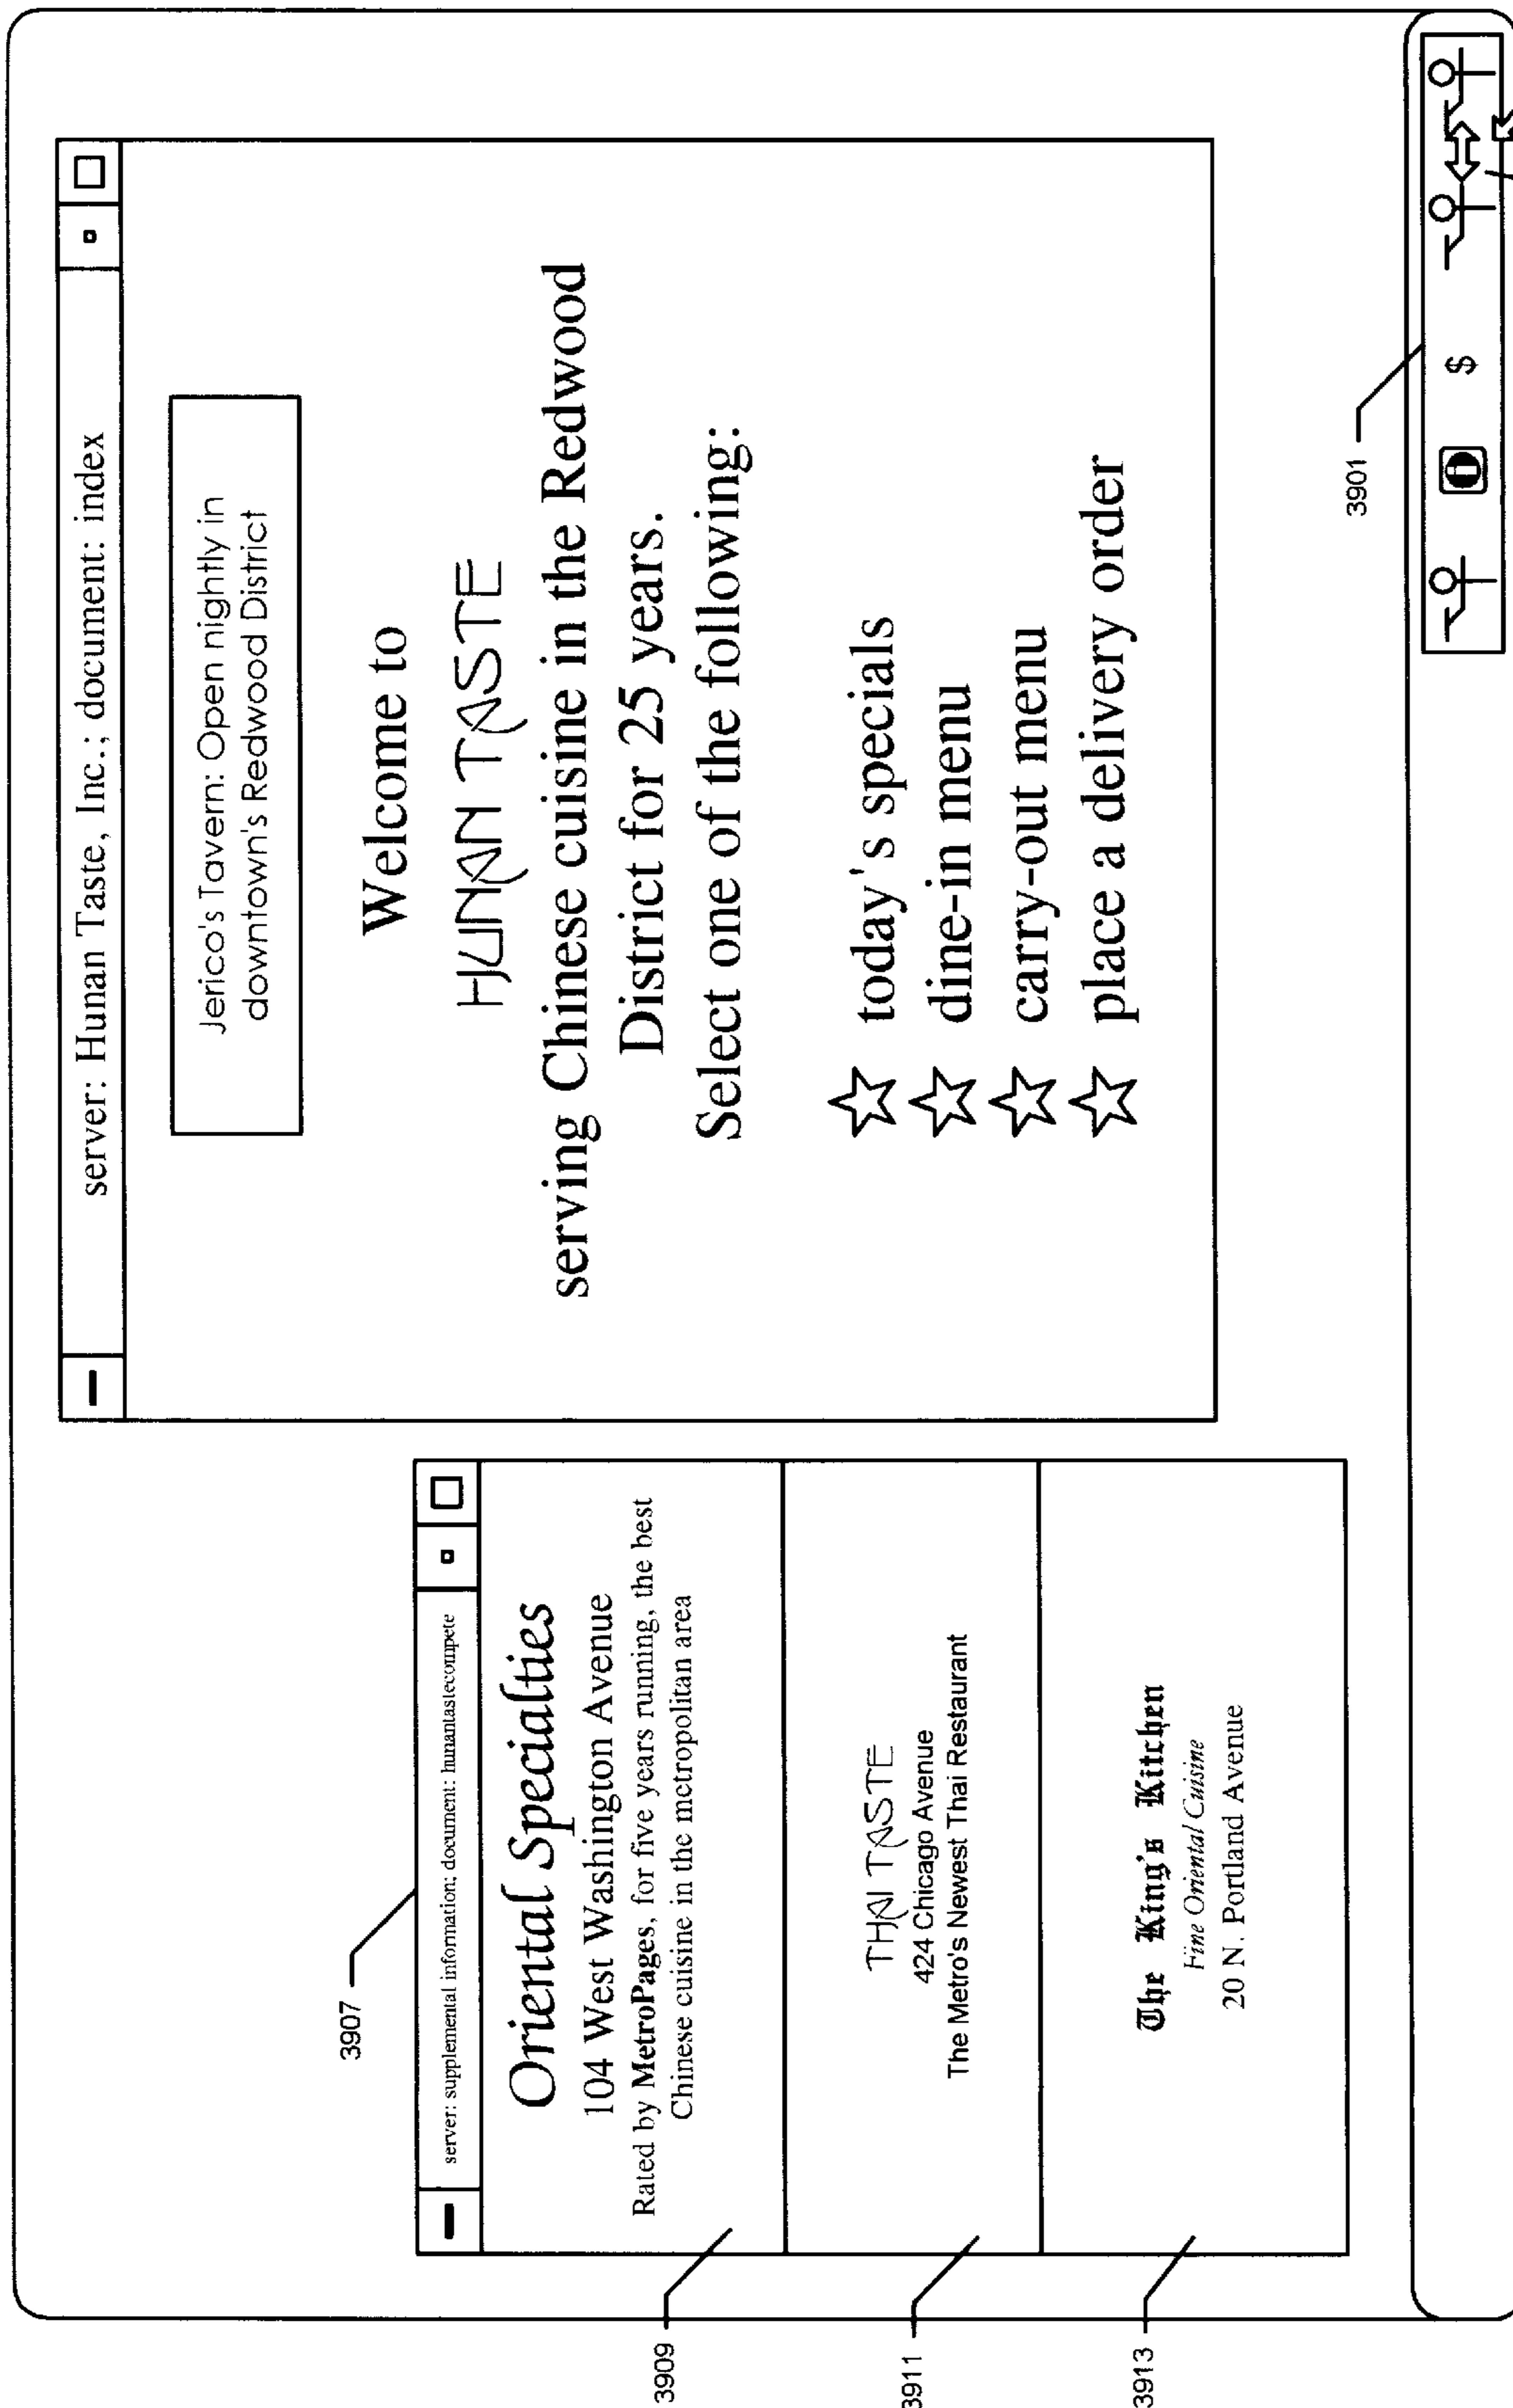 server: Hunan Taste, Inc.; document: index
Jerico's Tavern: Open nightly in
downtown's Redwood District
Welcome to
HUNAN TASTE
serving Chinese cuisine in the Redwood
District for 25 years.
Select one of the following:
today's specials
dine-in menu
carry-out menu
place a delivery order
3907
server: supplemental information; document: hunantastecompete
Oriental Specialties
104 West Washington Avenue
Rated by MetroPages, for five years running, the best
Chinese cuisine in the metropolitan area
THAI TASTE
424 Chicago Avenue
The Metro's Newest Thai Restaurant
The King's Kitchen
Fine Oriental Cuisine
20 N. Portland Avenue
3909
3911
3913
3901
$